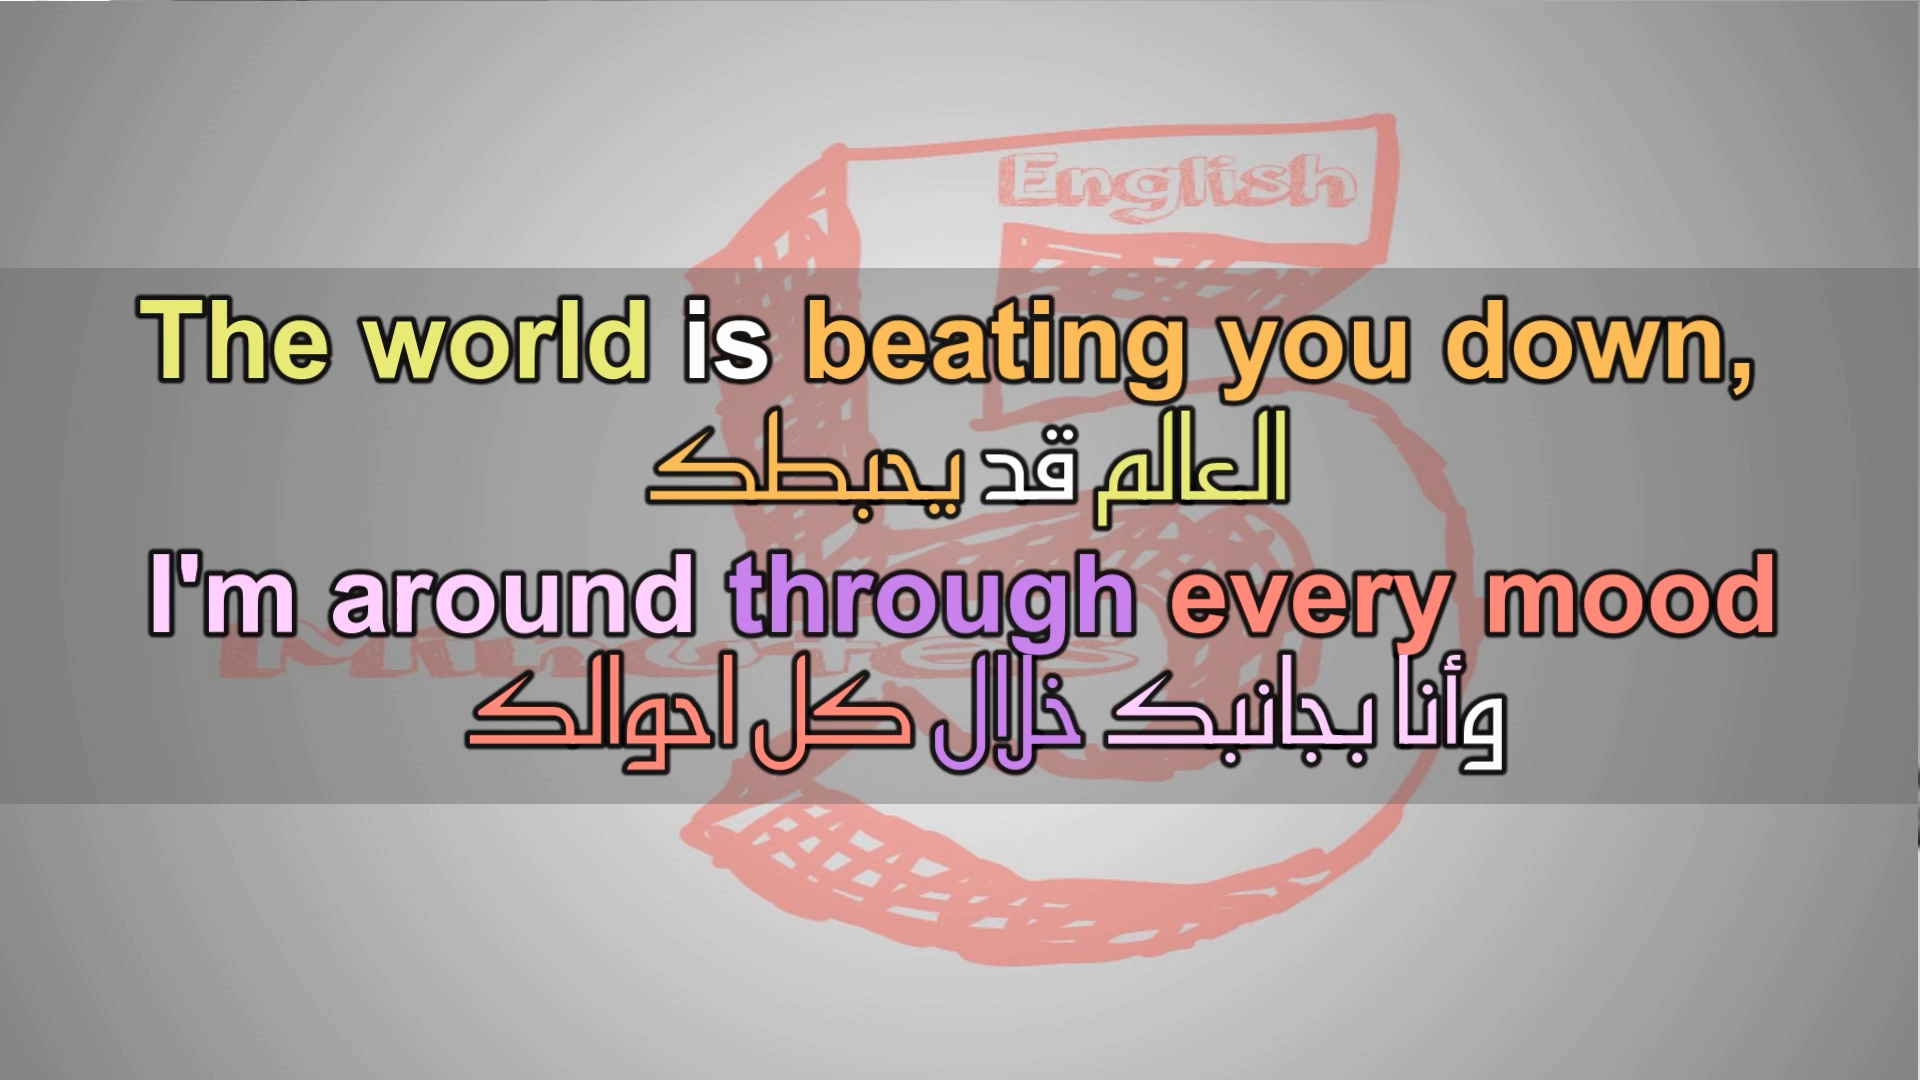 English
The world is beating you down,
العالم قد يحبطك
I'm around through every mood
Minutes
وأنا بجانبك خلال كل احوالك